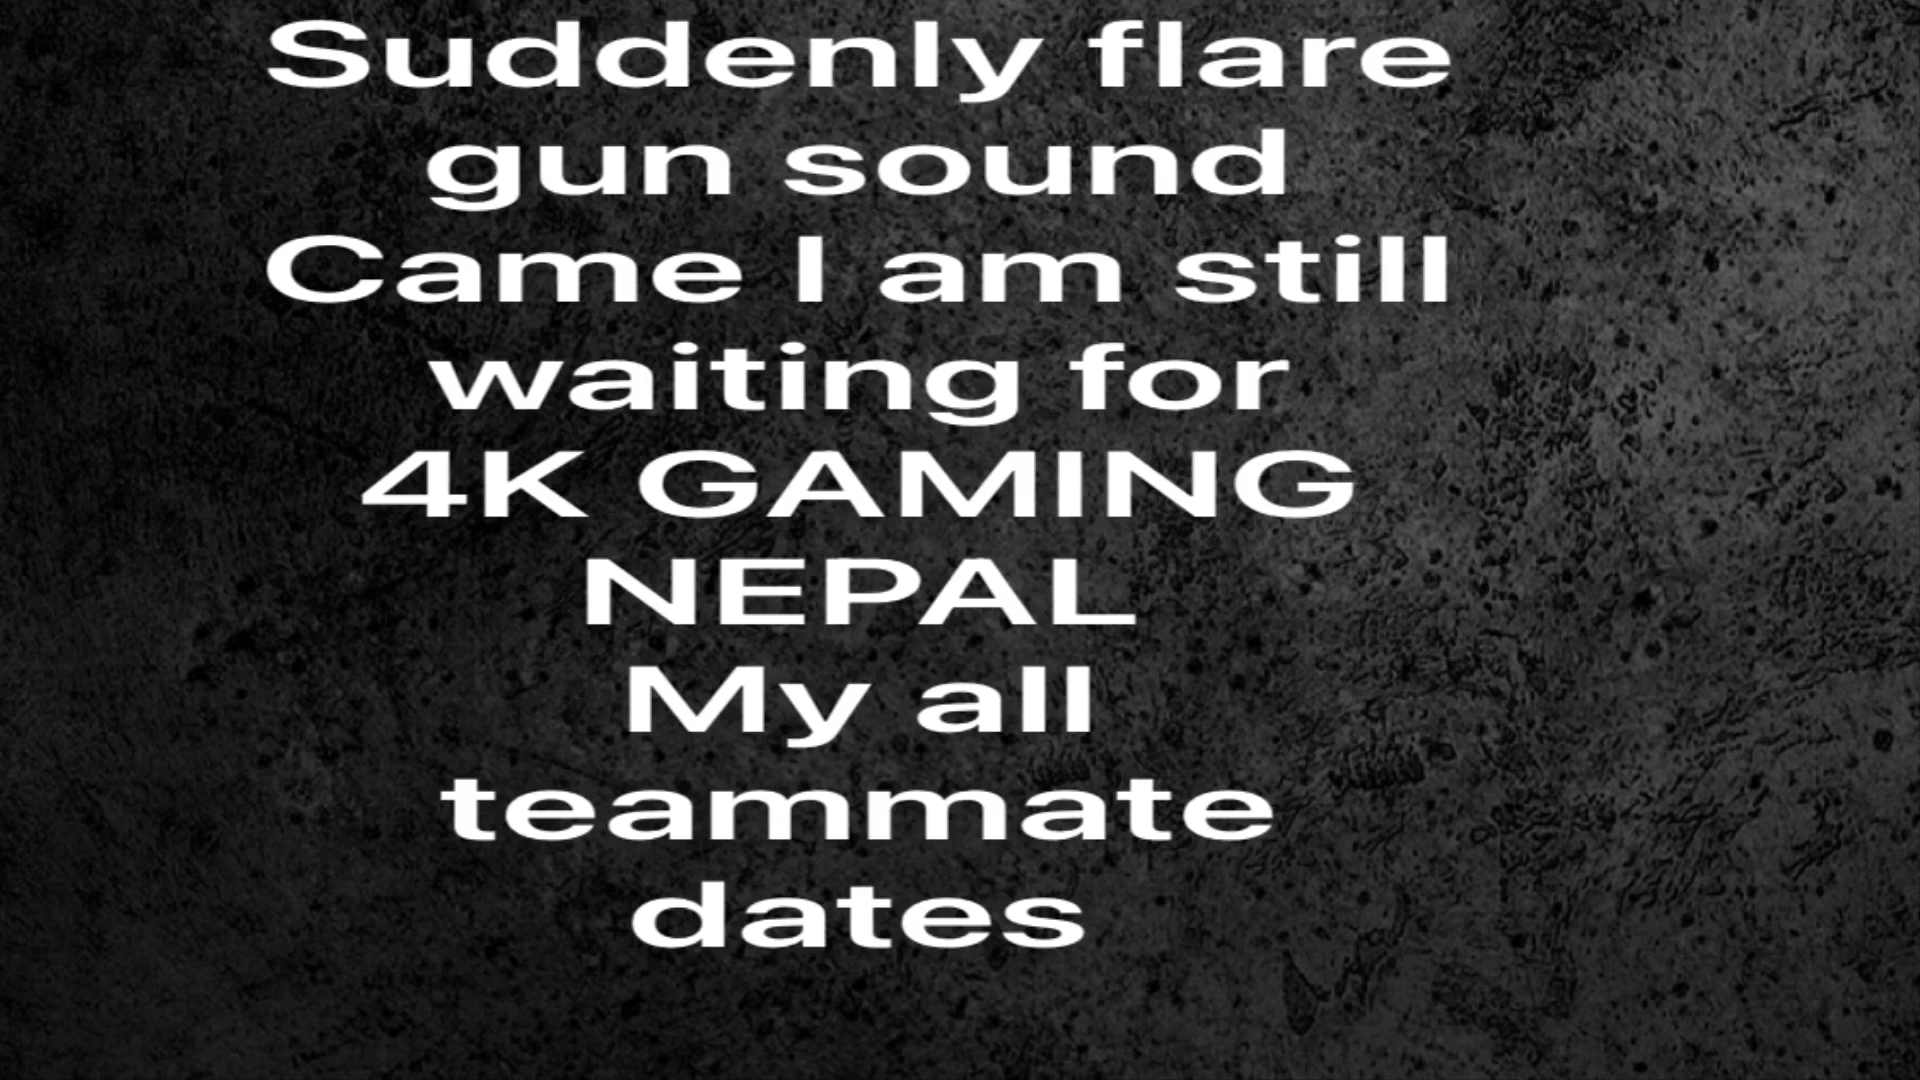 Suddenly flare
gun sound
Came I am still
waiting for
4K GAMING
NEPAL
My all
teammate
dates